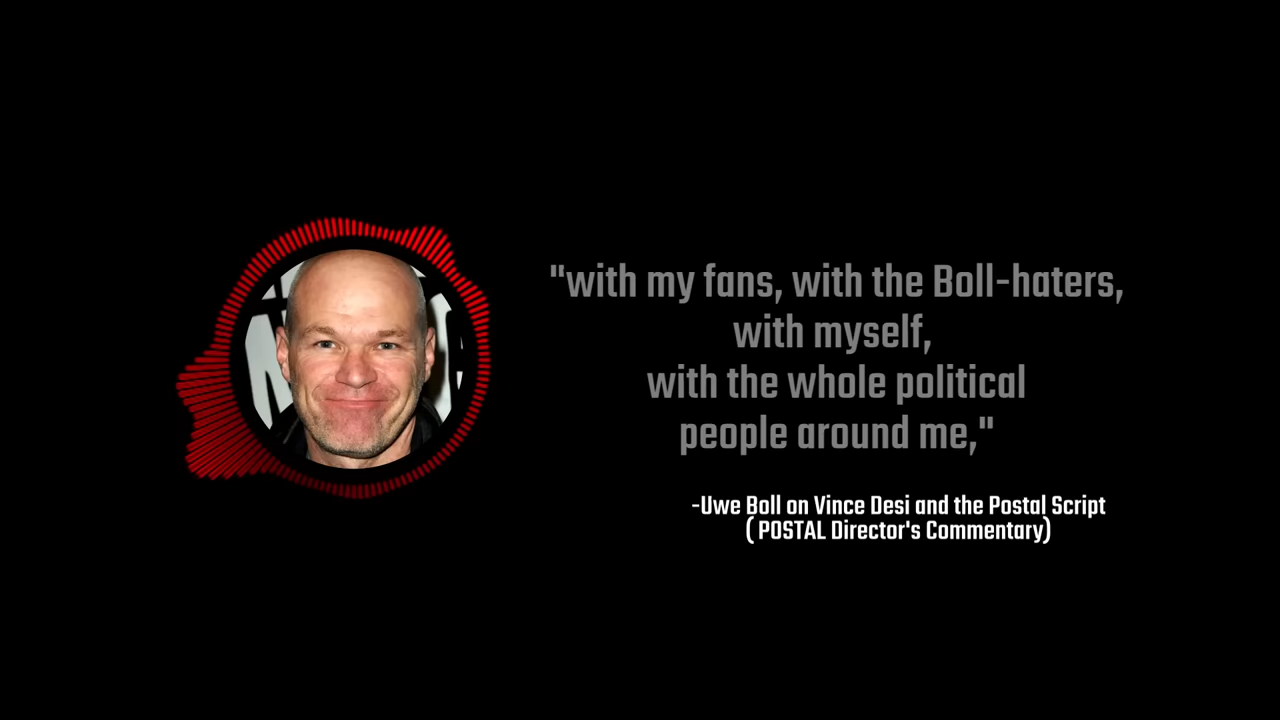 "with my fans, with the Boll-haters,
with myself,
with the whole political
people around me,"
-Uwe Boll on Vince Desi and the Postal Script
( POSTAL Director's Commentary)